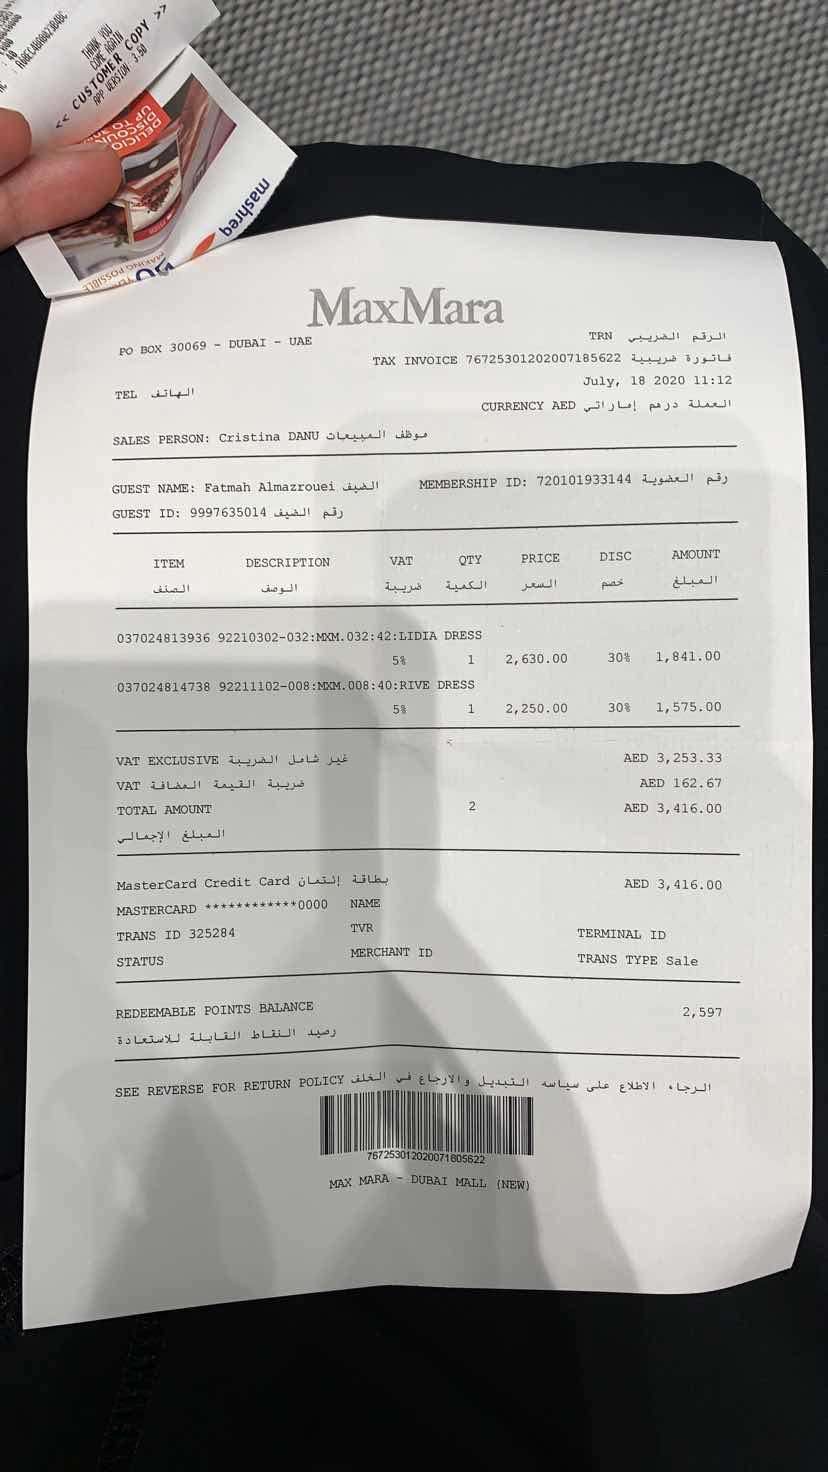 THANK YOU
COME AGAIN
<< CUSTOMER COPY >>
APP VERSION: 3.50
DELICIO
DISCOUN
UP TO
mashreq
MAKING POSSIBLE
MaxMara
PO BOX 30069 - DUBAI - UAE
TRN الرقم الضريبي
TAX INVOICE 76725301202007185622 فاتورة ضريبية
July, 18 2020 11:12
TEL الهاتف
CURRENCY AED العملة درهم إماراتي
SALES PERSON: Cristina DANU موظف المبيعات
GUEST NAME: Fatmah Almazrouei الضيف
MEMBERSHIP ID: 720101933144 رقم العضوية
GUEST ID: 9997635014 رقم الضيف
ITEM DESCRIPTION VAT QTY PRICE DISC AMOUNT
الصنف الوصف ضريبة الكمية السعر خصم المبلغ
037024813936 92210302-032:MXM.032:42:LIDIA DRESS
5% 1 2,630.00 30% 1,841.00
037024814738 92211102-008:MXM.008:40:RIVE DRESS
5% 1 2,250.00 30% 1,575.00
VAT EXCLUSIVE غير شامل الضريبة AED 3,253.33
VAT ضريبة القيمة المضافة AED 162.67
TOTAL AMOUNT 2 AED 3,416.00
المبلغ الإجمالي
MasterCard Credit Card بطاقة إئتمان AED 3,416.00
MASTERCARD ************0000 NAME
TRANS ID 325284 TVR TERMINAL ID
STATUS MERCHANT ID TRANS TYPE Sale
REDEEMABLE POINTS BALANCE 2,597
رصيد النقاط القابلة للاستعادة
SEE REVERSE FOR RETURN POLICY الرجاء الاطلاع على سياسه التبديل والارجاع في الخلف
767253012020071805622
MAX MARA - DUBAI MALL (NEW)